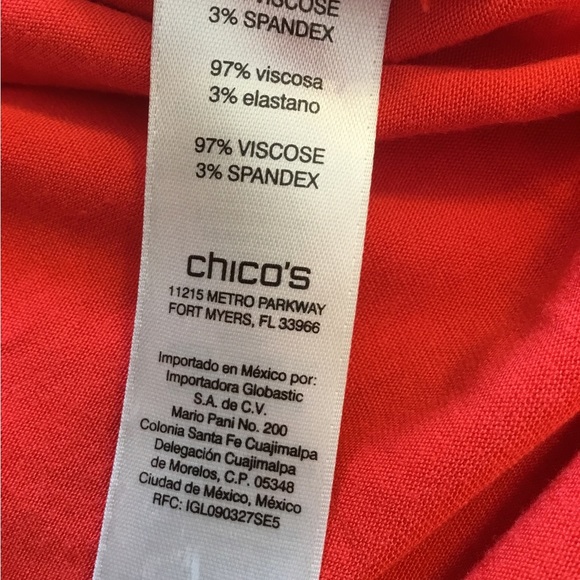 VISCOSE
3% SPANDEX
97% viscosa
3% elastano
97% VISCOSE
3% SPANDEX
chico's
11215 METRO PARKWAY
FORT MYERS, FL 33966
Importado en México por:
Importadora Globastic
S.A. de C.V.
Mario Pani No. 200
Colonia Santa Fe Cuajimalpa
Delegación Cuajimalpa
de Morelos, C.P. 05348
Ciudad de México, México
RFC: IGL090327SE5